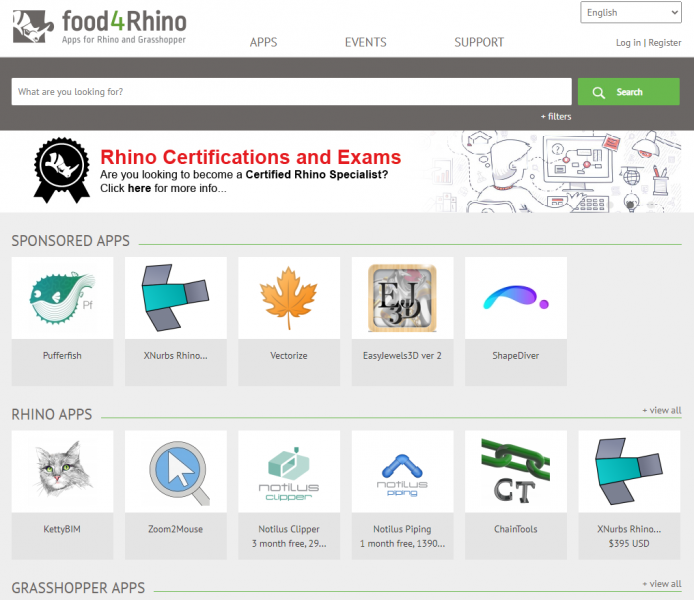 food4Rhino
Apps for Rhino and Grasshopper
APPS
EVENTS
SUPPORT
English
Log in | Register
What are you looking for?
Search
+ filters
Rhino Certifications and Exams
Are you looking to become a Certified Rhino Specialist?
Click here for more info...
SPONSORED APPS
Pf
EJ
3D
Pufferfish
XNurbs Rhino...
Vectorize
EasyJewels3D ver 2
ShapeDiver
RHINO APPS
+ view all
notilus
clipper
notilus
piping
CT
KettyBIM
Zoom2Mouse
Notilus Clipper
3 month free, 29...
Notilus Piping
1 month free, 1390...
ChainTools
XNurbs Rhino...
$395 USD
GRASSHOPPER APPS
+ view all